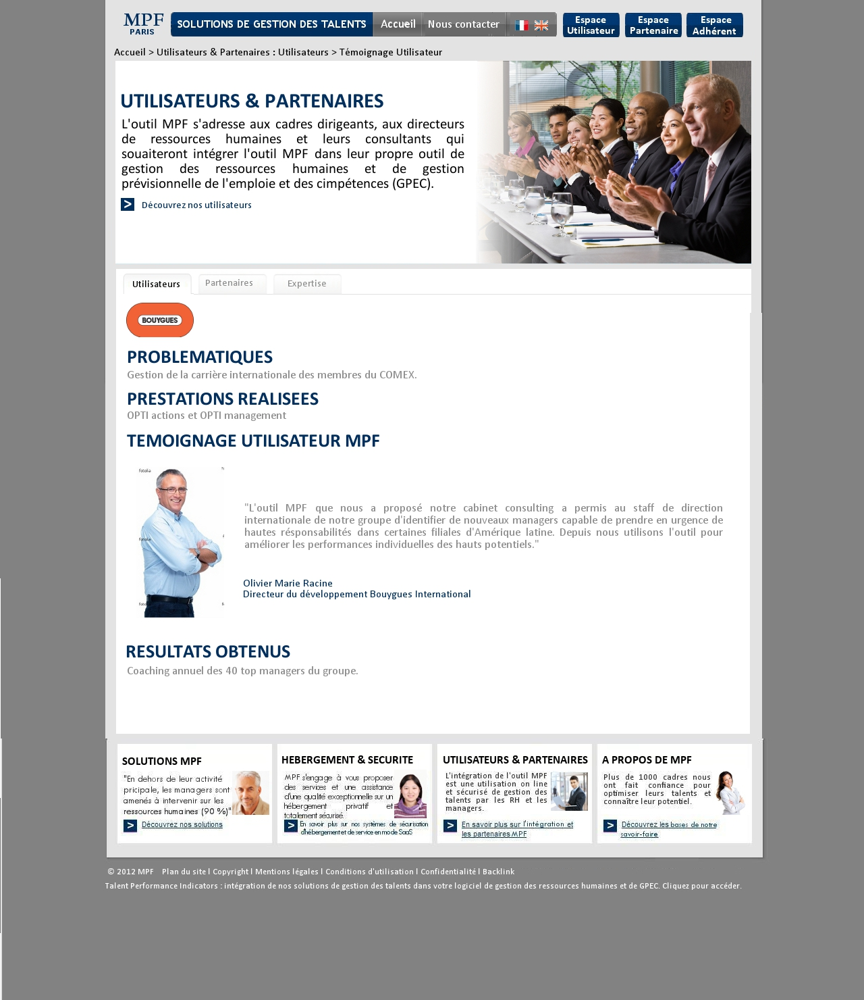 MPF
PARIS
SOLUTIONS DE GESTION DES TALENTS
Accueil
Nous contacter
Espace
Utilisateur
Espace
Partenaire
Espace
Adhérent
Accueil > Utilisateurs & Partenaires : Utilisateurs > Témoignage Utilisateur
UTILISATEURS & PARTENAIRES
L'outil MPF s'adresse aux cadres dirigeants, aux directeurs
de ressources humaines et leurs consultants qui
souaiteront intégrer l'outil MPF dans leur propre outil de
gestion des ressources humaines et de gestion
prévisionnelle de l'emploie et des cimpétences (GPEC).
> Découvrez nos utilisateurs
Utilisateurs
Partenaires
Expertise
BOUYGUES
PROBLEMATIQUES
Gestion de la carrière internationale des membres du COMEX.
PRESTATIONS REALISEES
OPTI actions et OPTI management
TEMOIGNAGE UTILISATEUR MPF
fotolia
fotolia
"L'outil MPF que nous a proposé notre cabinet consulting a permis au staff de direction
internationale de notre groupe d'identifier de nouveaux managers capable de prendre en urgence de
hautes résponsabilités dans certaines filiales d'Amérique latine. Depuis nous utilisons l'outil pour
améliorer les performances individuelles des hauts potentiels."
Olivier Marie Racine
Directeur du développement Bouygues International
RESULTATS OBTENUS
Coaching annuel des 40 top managers du groupe.
SOLUTIONS MPF
"En dehors de leur activité
pricipale, les managers sont
amenés à intervenir sur les
ressources humaines (90 %)"
> Découvrez nos solutions
HEBERGEMENT & SECURITE
MPF s'engage à vous proposer
des services et une assistance
d'une qualité exceptionnelle sur un
hébergement privatif et
totalement sécurisé.
> En savoir plus sur nos systèmes de sécurisation
d'hébergement et de service en mode SaaS
UTILISATEURS & PARTENAIRES
L'intégration de l'outil MPF
est une utilisation on line
et sécurisé de gestion des
talents par les RH et les
managers.
> En savoir plus sur l'intégration et
les partenaires MPF
A PROPOS DE MPF
Plus de 1000 cadres nous
ont fait confiance pour
optimiser leurs talents et
connaître leur potentiel.
> Découvrez les bases de notre
savoir-faire
© 2012 MPF Plan du site l Copyright l Mentions légales l Conditions d'utilisation l Confidentialité l Backlink
Talent Performance Indicators : intégration de nos solutions de gestion des talents dans votre logiciel de gestion des ressources humaines et de GPEC. Cliquez pour accéder.